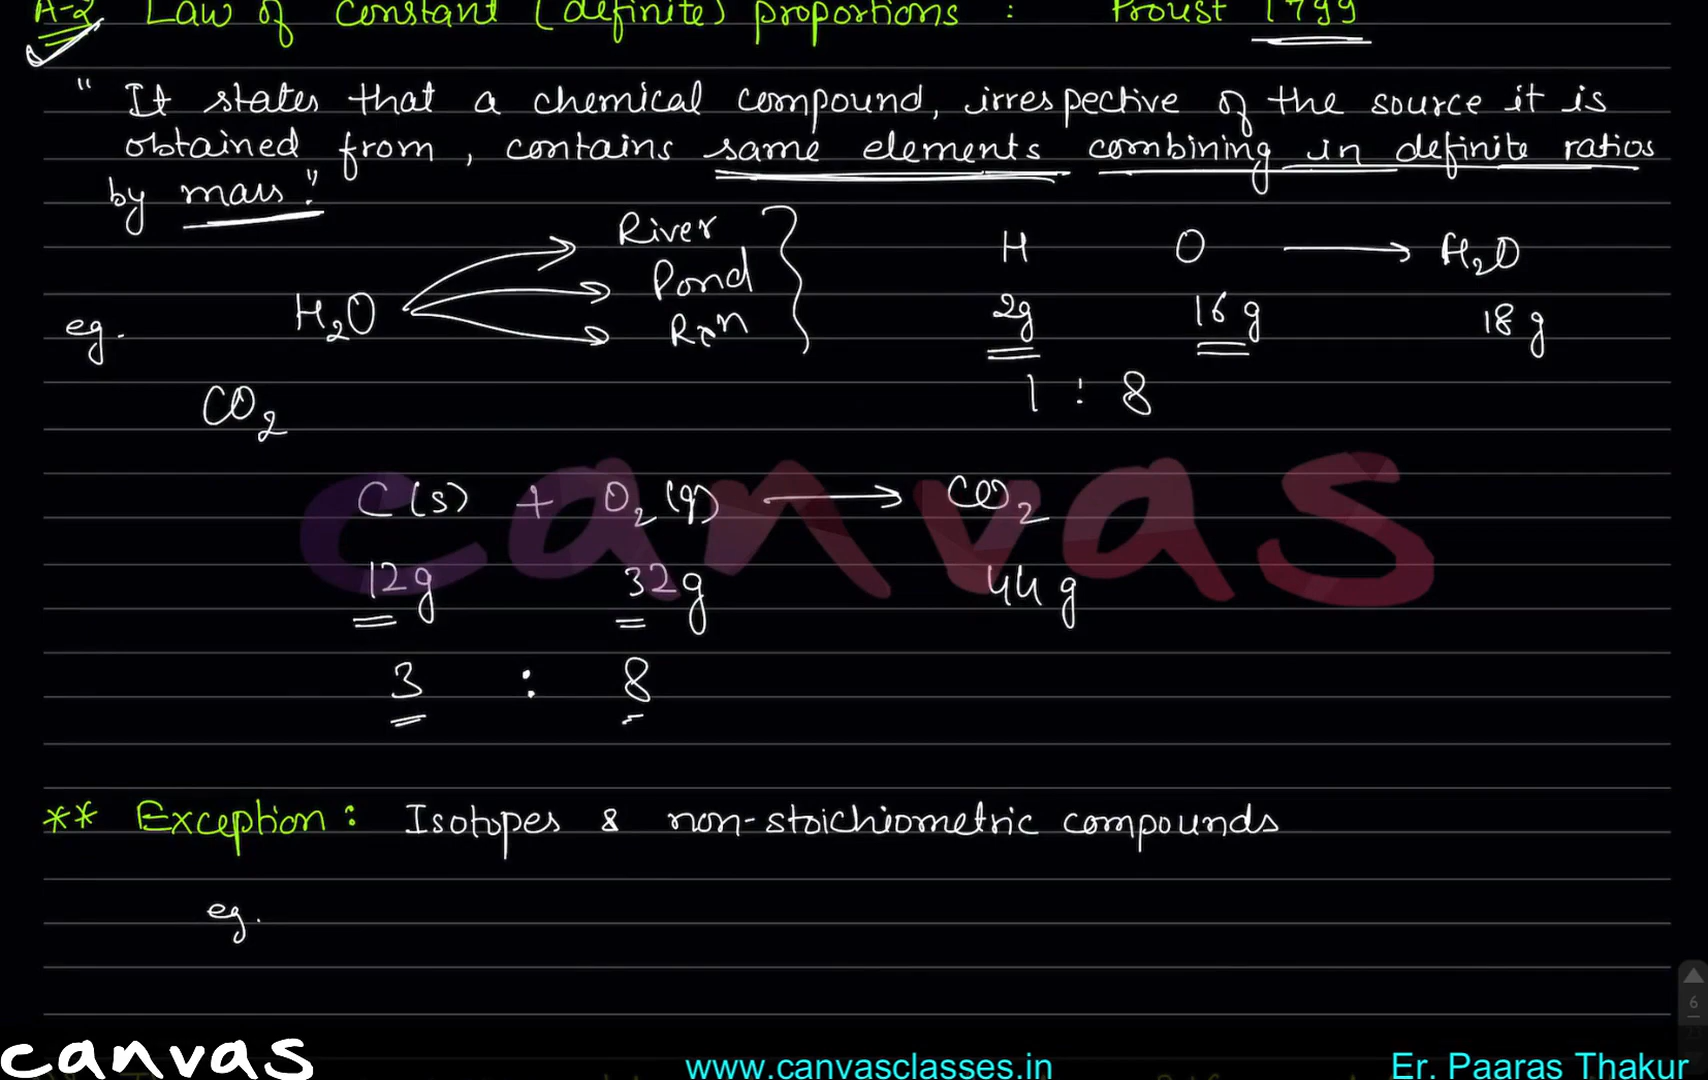 A-2 Law of Constant (definite) proportions : Proust 1799
" It states that a chemical compound, irrespective of the source it is
obtained from, contains same elements combining in definite ratios
by mass."
eg. H₂O River
Pond
Rain
H O → H₂O
2g 16g 18g
1 : 8
CO₂
C(s) + O₂(g) → CO₂
12g 32g 44g
3 : 8
** Exception : Isotopes & non-stoichiometric compounds
eg.
canvas
canvas
www.canvasclasses.in
Er. Paaras Thakur
6